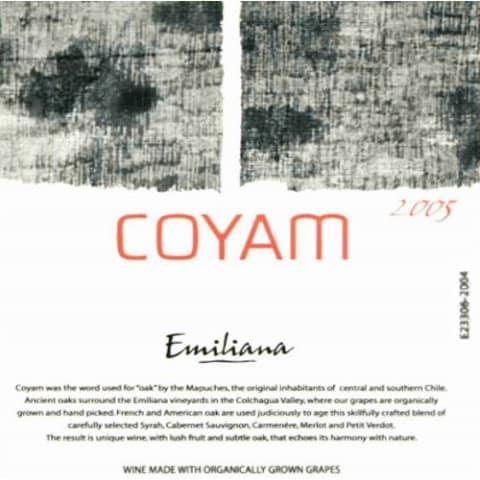 2005
COYAM
E23306-2004
Emiliana
Coyam was the word used for "oak" by the Mapuches, the original inhabitants of central and southern Chile.
Ancient oaks surround the Emiliana vineyards in the Colchagua Valley, where our grapes are organically
grown and hand picked. French and American oak are used judiciously to age this skillfully crafted blend of
carefully selected Syrah, Cabernet Sauvignon, Carmenére, Merlot and Petit Verdot.
The result is unique wine, with lush fruit and subtle oak, that echoes its harmony with nature.
WINE MADE WITH ORGANICALLY GROWN GRAPES